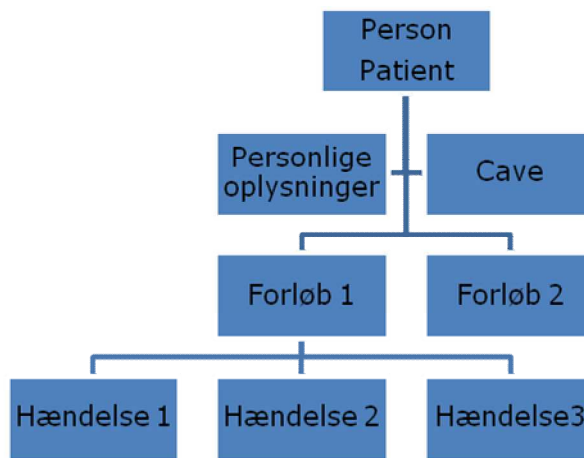 Person
Patient
Personlige
oplysninger
Cave
Forløb 1
Forløb 2
Hændelse 1
Hændelse 2
Hændelse3